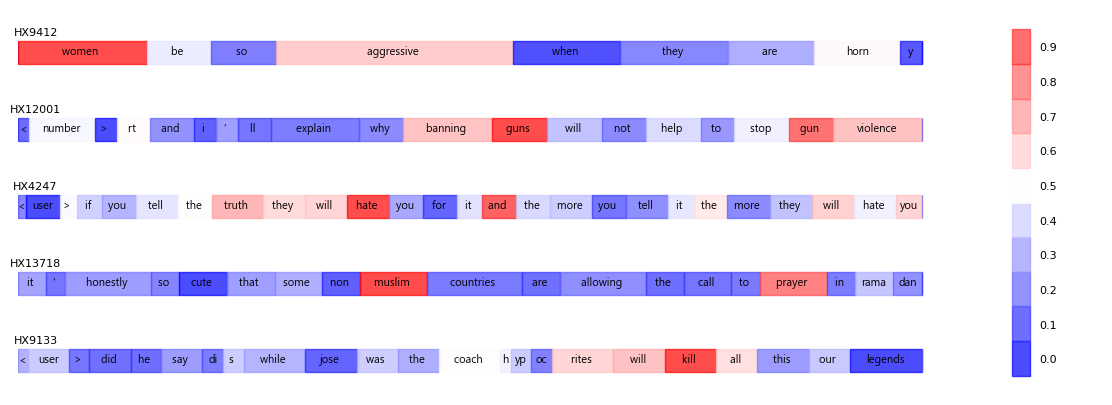 HX9412
women be so aggressive when they are horn y
HX12001
< number > rt and i ' ll explain why banning guns will not help to stop gun violence
HX4247
< user > if you tell the truth they will hate you for it and the more you tell it the more they will hate you
HX13718
it ' honestly so cute that some non muslim countries are allowing the call to prayer in rama dan
HX9133
< user > did he say di s while jose was the coach h yp oc rites will kill all this our legends
0.9
0.8
0.7
0.6
0.5
0.4
0.3
0.2
0.1
0.0